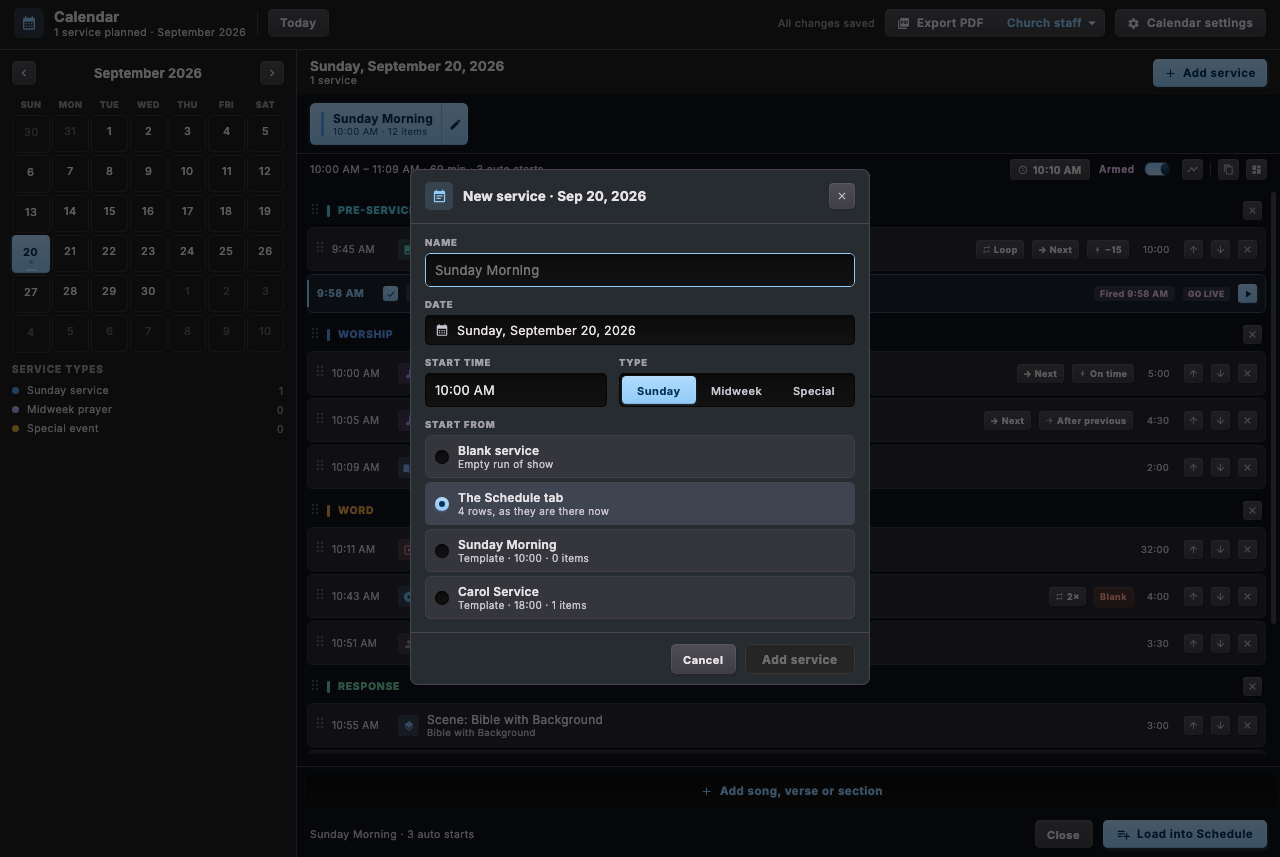 Calendar
1 service planned · September 2026
Today
All changes saved
Export PDF
Church staff
Calendar settings
September 2026
SUN MON TUE WED THU FRI SAT
30 31 1 2 3 4 5
6 7 8 9 10 11 12
13 14 15 16 17 18 19
20 21 22 23 24 25 26
27 28 29 30 1 2 3
4 5 6 7 8 9 10
SERVICE TYPES
Sunday service 1
Midweek prayer 0
Special event 0
Sunday, September 20, 2026
1 service
+ Add service
Sunday Morning
10:00 AM · 12 items
10:00 AM – 11:09 AM · 69 min · 3 auto starts
10:10 AM
Armed
PRE-SERVICE
9:45 AM Loop → Next −15 10:00
9:58 AM Fired 9:58 AM GO LIVE
WORSHIP
10:00 AM → Next On time 5:00
10:05 AM → Next → After previous 4:30
10:09 AM 2:00
WORD
10:11 AM 32:00
10:43 AM 2× Blank 4:00
10:51 AM 3:30
RESPONSE
10:55 AM Scene: Bible with Background 3:00
Bible with Background
+ Add song, verse or section
Sunday Morning · 3 auto starts
Close
Load into Schedule
New service · Sep 20, 2026
NAME
Sunday Morning
DATE
Sunday, September 20, 2026
START TIME
10:00 AM
TYPE
Sunday Midweek Special
START FROM
Blank service
Empty run of show
The Schedule tab
4 rows, as they are there now
Sunday Morning
Template · 10:00 · 0 items
Carol Service
Template · 18:00 · 1 items
Cancel
Add service